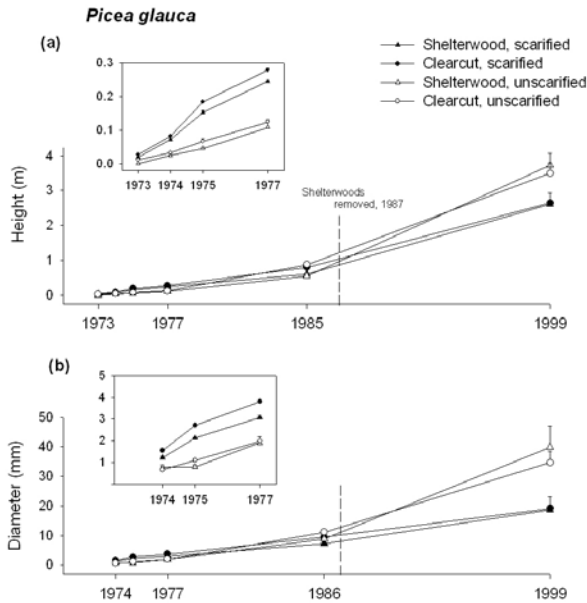 Picea glauca
(a)
Shelterwood, scarified
Clearcut, scarified
Shelterwood, unscarified
Clearcut, unscarified
0.3
0.2
0.1
0.0
1973 1974 1975 1977
Height (m)
4
3
2
1
0
Shelterwoods
removed, 1987
1973 1977 1985 1999
(b)
5
4
3
2
1
1974 1975 1977
Diameter (mm)
50
40
30
20
10
0
1974 1977 1986 1999